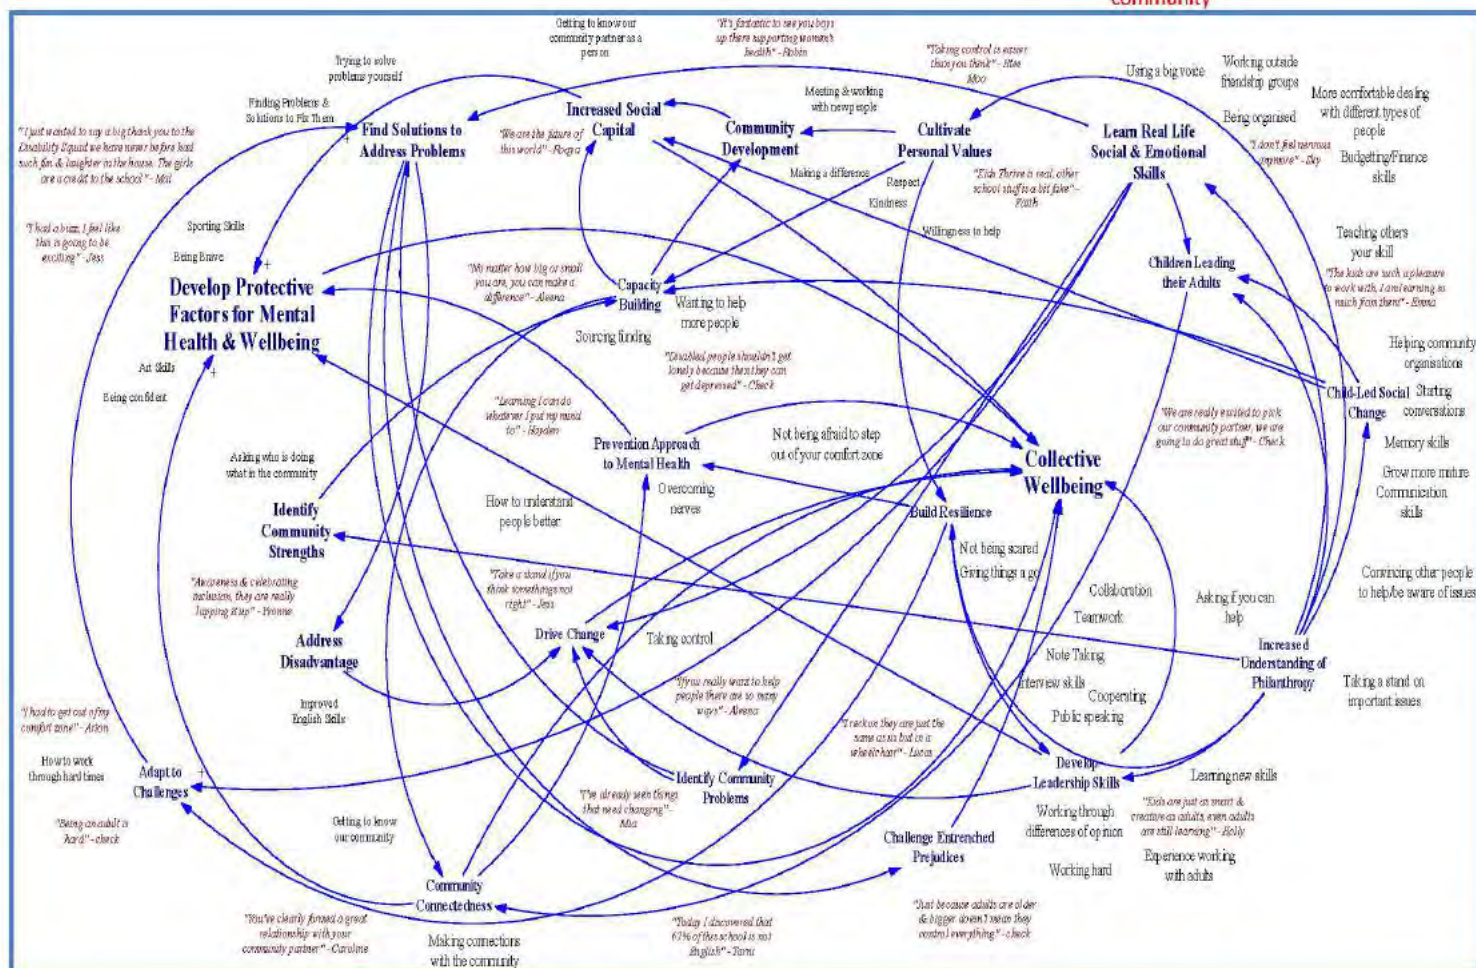 community
Getting to know our
community partner as a
person
"It's fantastic to see you boys
up there supporting women's
health" - Robin
"Taking control is easier
than you think" - Htee
Moo
Using a big voice
Working outside
friendship groups
More comfortable dealing
with different types of
people
Being organised
Budgetting/Finance
skills
Trying to solve
problems yourself
Finding Problems &
Solutions to Fix Them
Find Solutions to
Address Problems
Increased Social
Capital
"We are the future of
this world" - Roqya
Meeting & working
with new people
Community
Development
Cultivate
Personal Values
Learn Real Life
Social & Emotional
Skills
"I don't feel nervous
anymore" - Sky
"I just wanted to say a big thank you to the
Disability Squad we have never before had
such fun & laughter in the house. The girls
are a credit to the school" - Mat
Making a difference
Respect
Kindness
"Kids Thrive is real, other
school stuff is a bit fake" -
Faith
Willingness to help
Teaching others
your skill
"The kids are such a pleasure
to work with, I am learning so
much from them" - Emma
Children Leading
their Adults
"I had a buzz, I feel like
this is going to be
exciting" - Jess
Sporting Skills
Being Brave
Develop Protective
Factors for Mental
Health & Wellbeing
"No matter how big or small
you are, you can make a
difference" - Aleena
Capacity
Building
Wanting to help
more people
Sourcing funding
Art Skills
Being confident
"Disabled people shouldn't get
lonely because then they can
get depressed" - Check
"Learning I can do
whatever I put my mind
to" - Hayden
Prevention Approach
to Mental Health
Overcoming
nerves
Not being afraid to step
out of your comfort zone
Collective
Wellbeing
"We are really excited to pick
our community partner, we are
going to do great stuff" - Check
Helping community
organisations
Child-Led Social
Change
Starting
conversations
Memory skills
Grow more mature
Communication
skills
Asking who is doing
what in the community
Identify
Community
Strengths
How to understand
people better
Build Resilience
Not being scared
Giving things a go
Convincing other people
to help/be aware of issues
"Awareness & celebrating
inclusion, they are really
lapping it up" - Yvonne
"Take a stand if you
think somethings not
right" - Jess
Collaboration
Teamwork
Asking if you can
help
Address
Disadvantage
Drive Change
Taking control
Note Taking
Interview skills
Cooperating
Public speaking
Increased
Understanding of
Philanthropy
Taking a stand on
important issues
Improved
English Skills
"If you really want to help
people there are so many
ways" - Aleena
"I reckon they are just the
same as us but in a
wheelchair" - Lucas
"I had to get out of my
comfort zone" - Arlon
How to work
through hard times
Adapt to
Challenges
"Being an adult is
hard" - check
Identify Community
Problems
"I've already seen things
that need changing" -
Mia
Develop
Leadership Skills
Learning new skills
"Kids are just as smart &
creative as adults, even adults
are still learning" - Holly
Getting to know
our community
Working through
differences of opinion
Challenge Entrenched
Prejudices
Working hard
Experience working
with adults
Community
Connectedness
"You've clearly formed a great
relationship with your
community partner" - Caroline
Making connections
with the community
"Today I discovered that
67% of this school is not
English" - Tarni
"Just because adults are older
& bigger doesn't mean they
control everything" - check